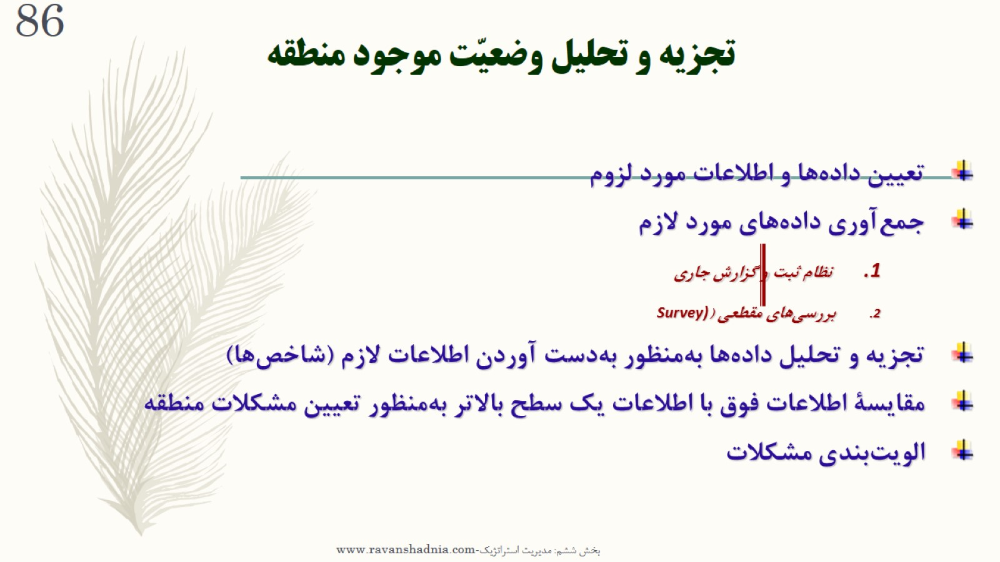 86
تجزیه و تحلیل وضعیّت موجود منطقه
تعیین داده‌ها و اطلاعات مورد لزوم
جمع‌آوری داده‌های مورد لازم
1. نظام ثبت و گزارش جاری
2. بررسی‌های مقطعی ((Survey
تجزیه و تحلیل داده‌ها به‌منظور به‌دست آوردن اطلاعات لازم (شاخص‌ها)
مقایسۀ اطلاعات فوق با اطلاعات یک سطح بالاتر به‌منظور تعیین مشکلات منطقه
الویت‌بندی مشکلات
بخش ششم: مدیریت استراتژیک-www.ravanshadnia.com